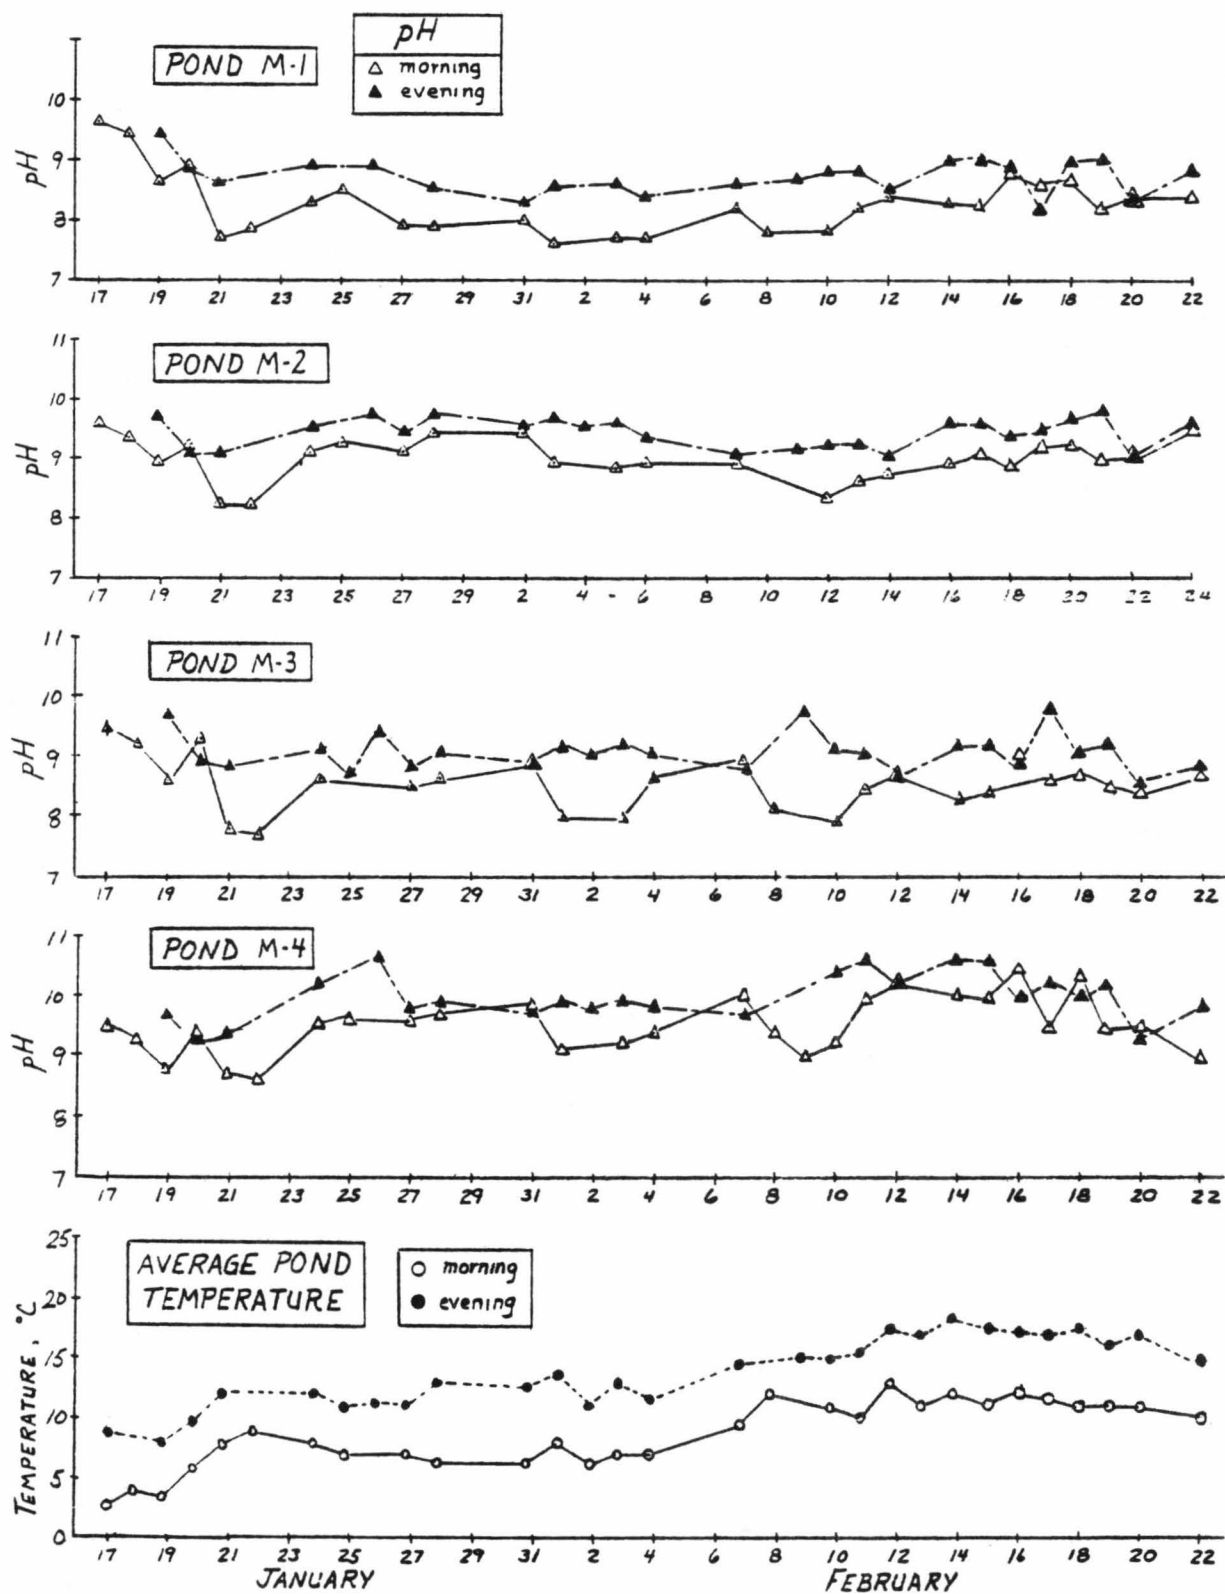 pH
POND M-1
△ morning
▲ evening
pH
10
9
8
7
17 19 21 23 25 27 29 31 2 4 6 8 10 12 14 16 18 20 22
POND M-2
pH
11
10
9
8
7
17 19 21 23 25 27 29 2 4 - 6 8 10 12 14 16 18 20 22 24
POND M-3
pH
11
10
9
8
7
17 19 21 23 25 27 29 31 2 4 6 8 10 12 14 16 18 20 22
POND M-4
pH
11
10
9
8
7
17 19 21 23 25 27 29 31 2 4 6 8 10 12 14 16 18 20 22
AVERAGE POND
TEMPERATURE
○ morning
● evening
TEMPERATURE, °C
25
20
15
10
5
0
17 19 21 23 25 27 29 31 2 4 6 8 10 12 14 16 18 20 22
JANUARY FEBRUARY